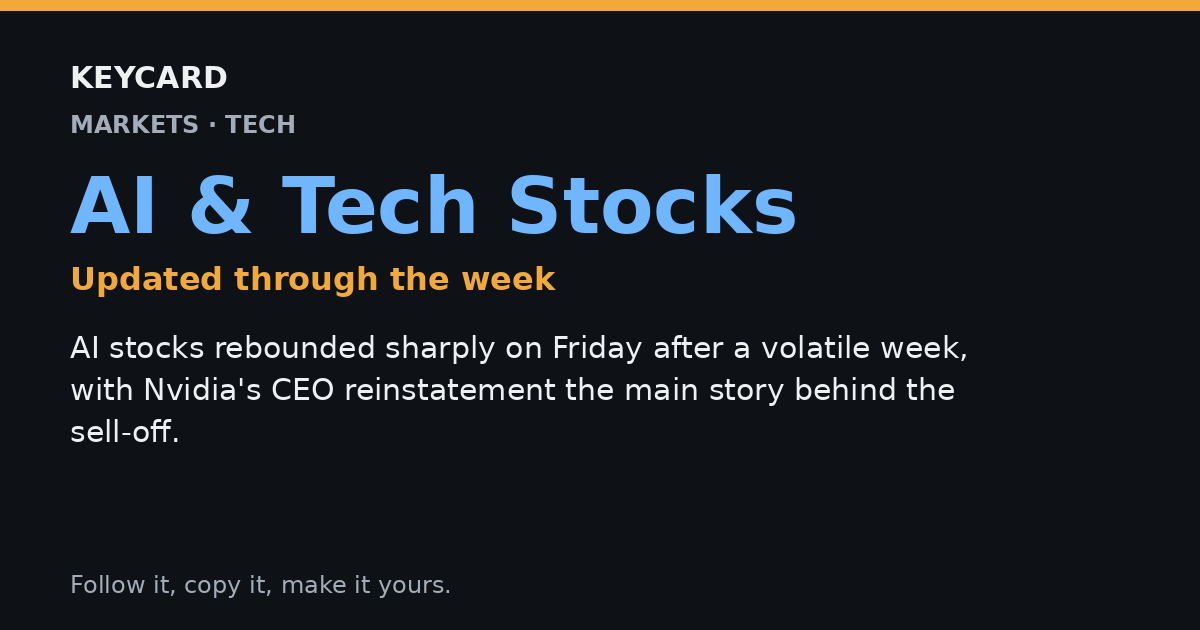 KEYCARD
MARKETS · TECH
AI & Tech Stocks
Updated through the week
AI stocks rebounded sharply on Friday after a volatile week,
with Nvidia's CEO reinstatement the main story behind the
sell-off.
Follow it, copy it, make it yours.